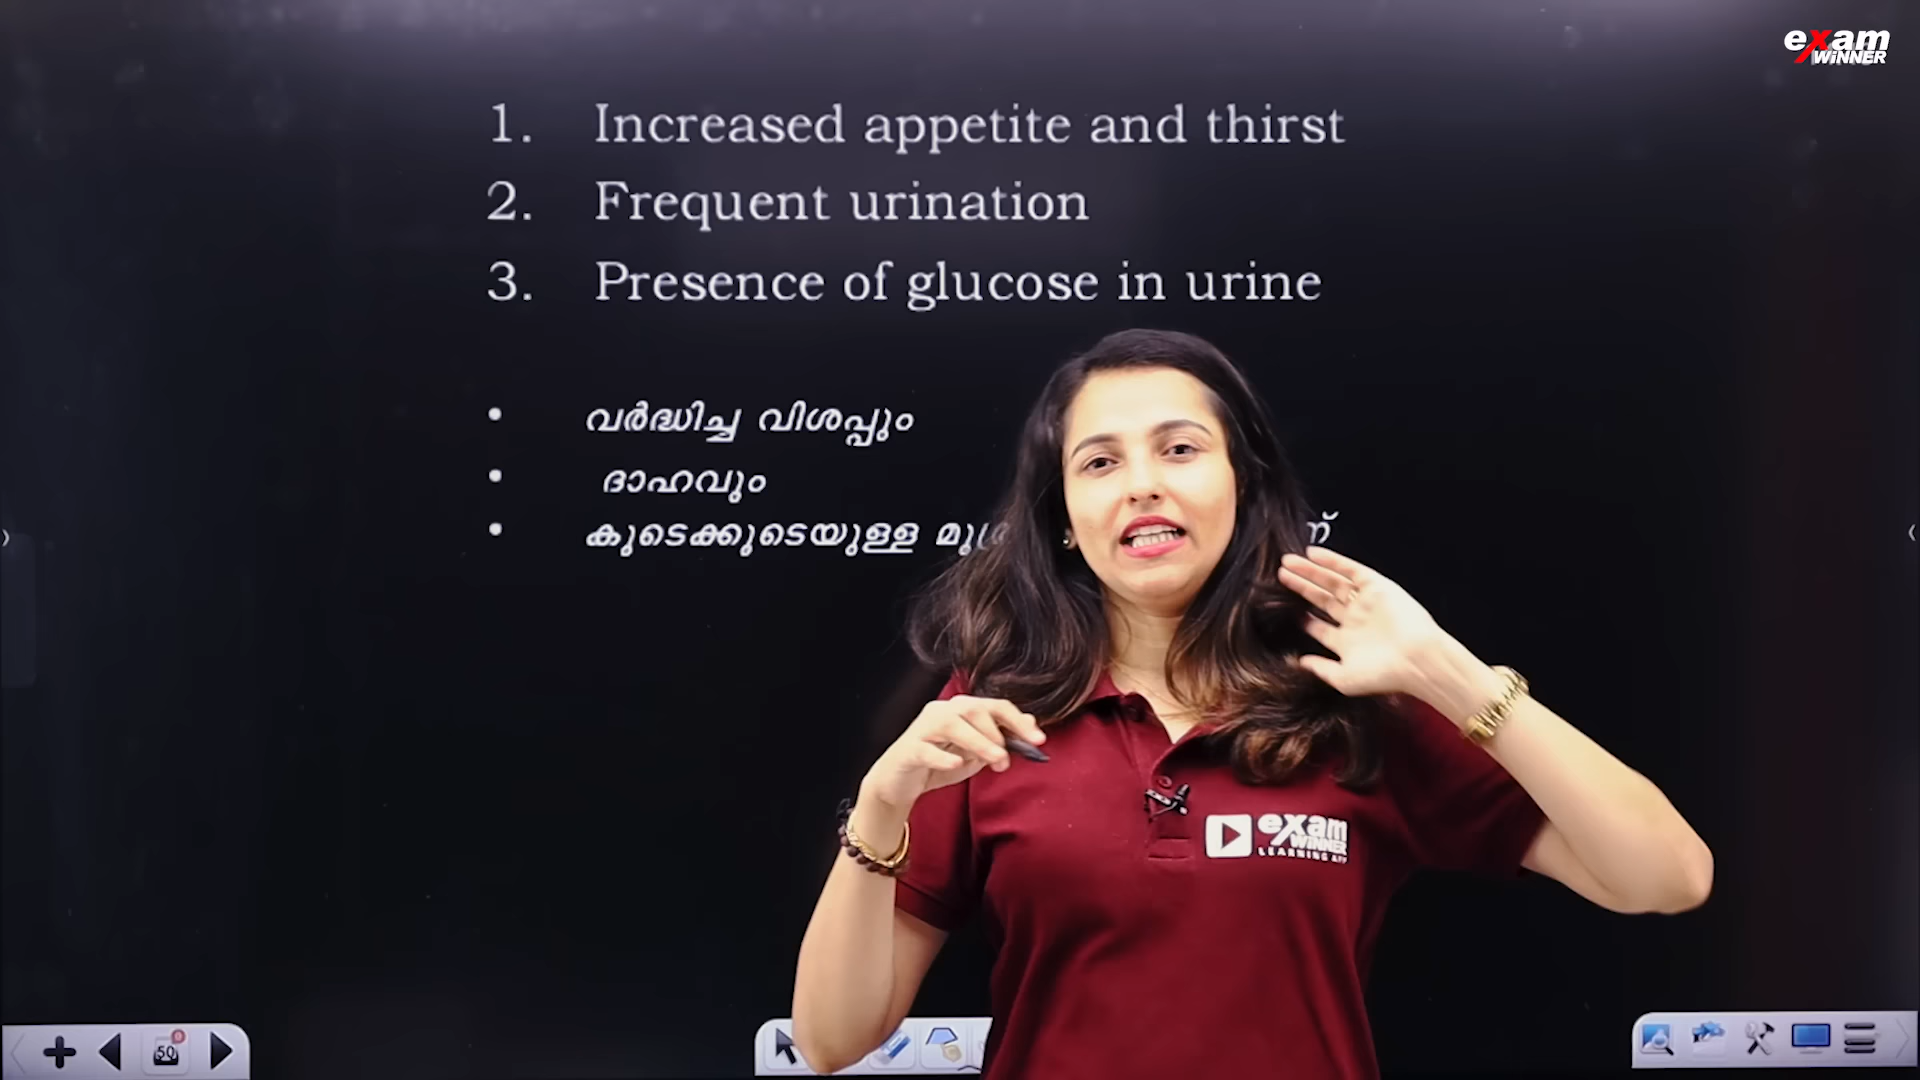 exam
WINNER
1. Increased appetite and thirst
2. Frequent urination
3. Presence of glucose in urine
• വർദ്ധിച്ച വിശപ്പും
• ദാഹവും
• കൂടെക്കൂടെയുള്ള
exam
WINNER
LEARNING APP
50
0